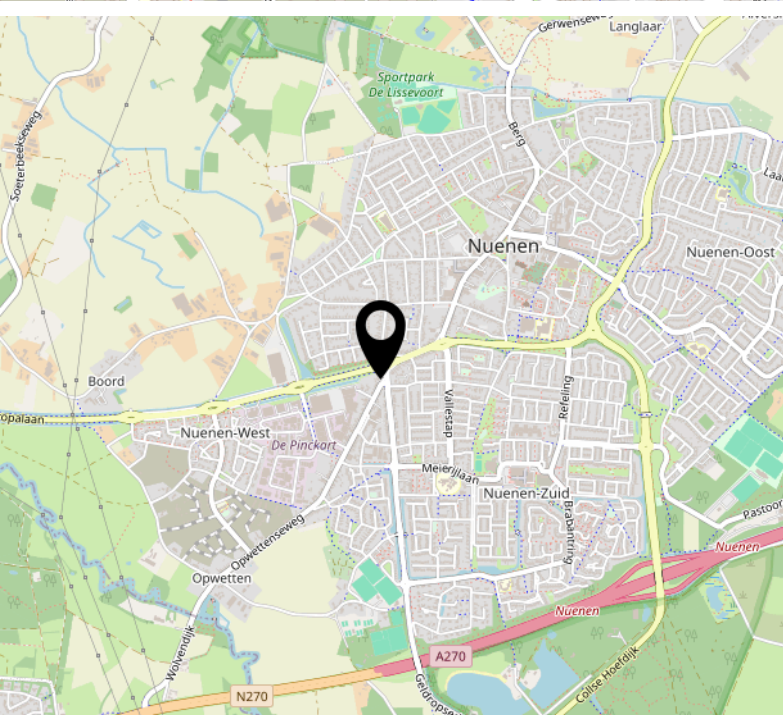 Gerwenseweg
Langlaar
Sportpark
De Lissevoort
Soeterbeekseweg
Berg
Nuenen
Nuenen-Oost
Boord
opalaan
Nuenen-West
De Pinckart
Vallestap
Refeling
Meierijlaan
Nuenen-Zuid
Brabantring
Pastoor
Opwettenseweg
Nuenen
Opwetten
Nuenen
Wolvendijk
A270
Collse Hoefdijk
N270
Geldropse